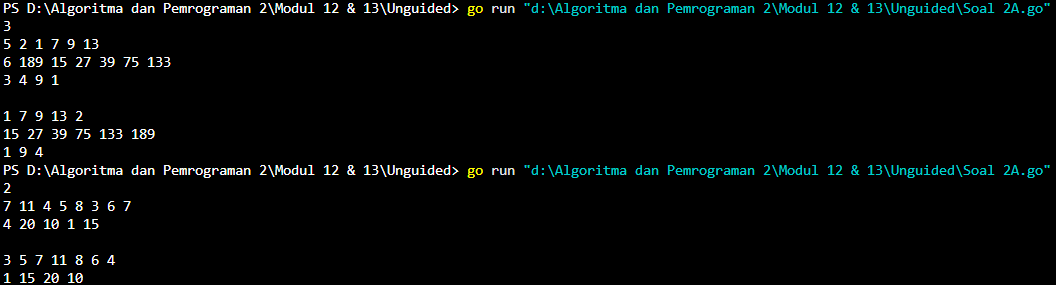 PS D:\Algoritma dan Pemrograman 2\Modul 12 & 13\Unguided> go run "d:\Algoritma dan Pemrograman 2\Modul 12 & 13\Unguided\Soal 2A.go"
3
5 2 1 7 9 13
6 189 15 27 39 75 133
3 4 9 1
1 7 9 13 2
15 27 39 75 133 189
1 9 4
PS D:\Algoritma dan Pemrograman 2\Modul 12 & 13\Unguided> go run "d:\Algoritma dan Pemrograman 2\Modul 12 & 13\Unguided\Soal 2A.go"
2
7 11 4 5 8 3 6 7
4 20 10 1 15
3 5 7 11 8 6 4
1 15 20 10